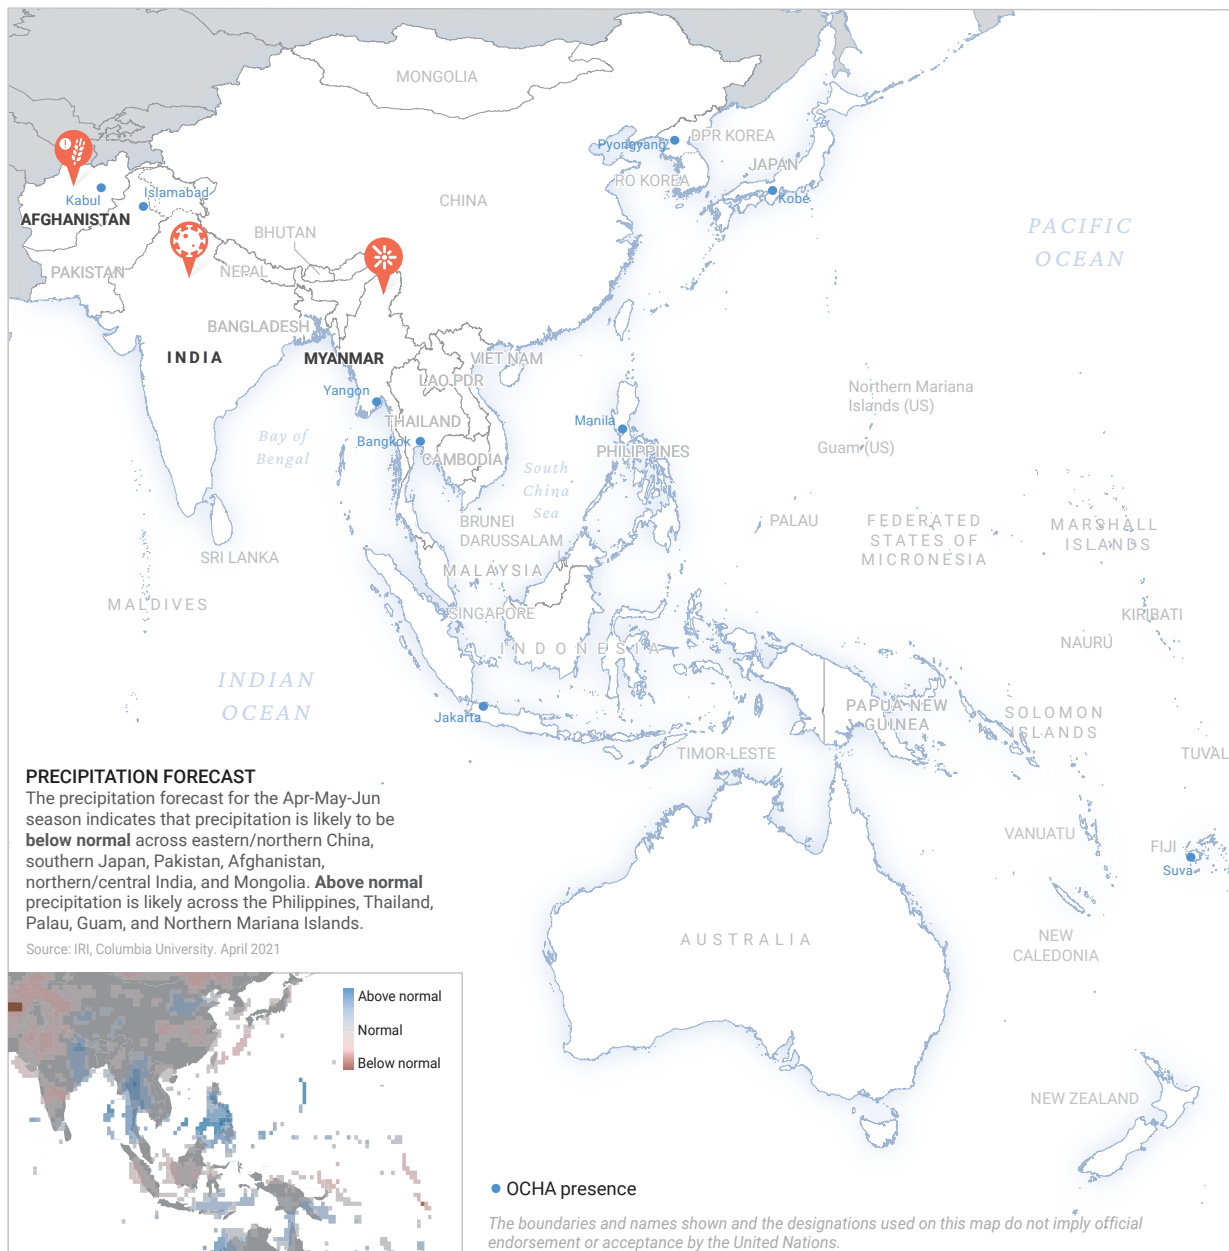 MONGOLIA
DPR KOREA
Pyongyang
JAPAN
RO KOREA
Kobe
Islamabad
Kabul
AFGHANISTAN
CHINA
PACIFIC
OCEAN
BHUTAN
PAKISTAN
NEPAL
BANGLADESH
INDIA
MYANMAR
VIET NAM
LAO PDR
Yangon
Northern Mariana
Islands (US)
THAILAND
Manila
Bangkok
Bay of
Bengal
Guam (US)
PHILIPPINES
CAMBODIA
South
China
Sea
BRUNEI
DARUSSALAM
PALAU
FEDERATED
STATES OF
MICRONESIA
MARSHALL
ISLANDS
SRI LANKA
MALAYSIA
MALDIVES
SINGAPORE
KIRIBATI
NAURU
INDONESIA
INDIAN
OCEAN
Jakarta
PAPUA NEW
GUINEA
SOLOMON
ISLANDS
TIMOR-LESTE
TUVAL
PRECIPITATION FORECAST
The precipitation forecast for the Apr-May-Jun
season indicates that precipitation is likely to be
below normal across eastern/northern China,
southern Japan, Pakistan, Afghanistan,
northern/central India, and Mongolia. Above normal
precipitation is likely across the Philippines, Thailand,
Palau, Guam, and Northern Mariana Islands.
Source: IRI, Columbia University. April 2021
VANUATU
FIJI
Suva
AUSTRALIA
NEW
CALEDONIA
Above normal
Normal
Below normal
NEW ZEALAND
OCHA presence
The boundaries and names shown and the designations used on this map do not imply official
endorsement or acceptance by the United Nations.